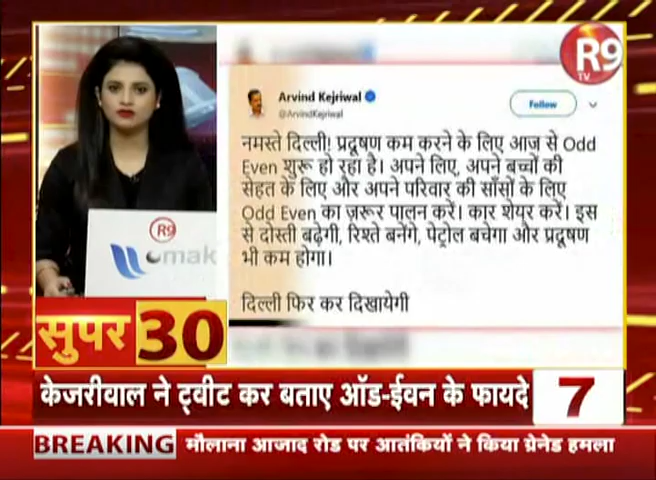 R9
TV
Arvind Kejriwal
@ArvindKejriwal
Follow
नमस्ते दिल्ली! प्रदूषण कम करने के लिए आज से Odd
Even शुरू हो रहा है। अपने लिए, अपने बच्चों की
सेहत के लिए और अपने परिवार की साँसों के लिए
Odd Even का ज़रूर पालन करें। कार शेयर करें। इस
से दोस्ती बढ़ेगी, रिश्ते बनेंगे, पेट्रोल बचेगा और प्रदूषण
भी कम होगा।
दिल्ली फिर कर दिखायेगी
R9
mak
सुपर 30
केजरीवाल ने ट्वीट कर बताए ऑड-ईवन के फायदे 7
BREAKING मौलाना आजाद रोड पर आतंकियों ने किया ग्रेनेड हमला